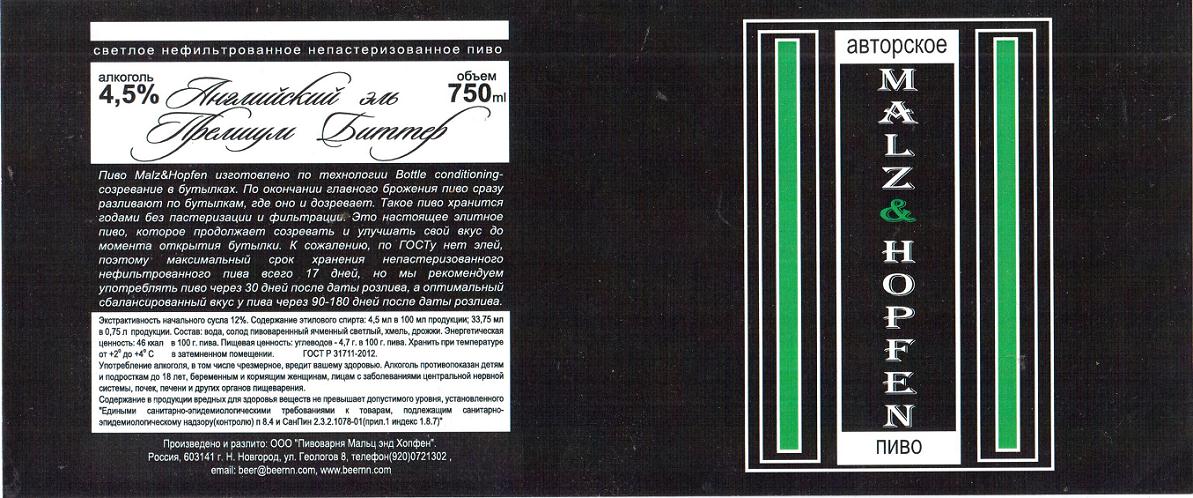 светлое нефильтрованное непастеризованное пиво
алкоголь
4,5%
Английский эль
Премиум Биттер
объем
750ml
Пиво Malz&Hopfen изготовлено по технологии Bottle conditioning-
созревание в бутылках. По окончании главного брожения пиво сразу
разливают по бутылкам, где оно и дозревает. Такое пиво хранится
годами без пастеризации и фильтрации. Это настоящее элитное
пиво, которое продолжает созревать и улучшать свой вкус до
момента открытия бутылки. К сожалению, по ГОСТу нет элей,
поэтому максимальный срок хранения непастеризованного
нефильтрованного пива всего 17 дней, но мы рекомендуем
употреблять пиво через 30 дней после даты розлива, а оптимальный
сбалансированный вкус у пива через 90-180 дней после даты розлива.
Экстрактивность начального сусла 12%. Содержание этилового спирта: 4,5 мл в 100 мл продукции; 33,75 мл
в 0,75 л продукции. Состав: вода, солод пивоваренный ячменный светлый, хмель, дрожжи. Энергетическая
ценность: 46 ккал в 100 г. пива. Пищевая ценность: углеводов - 4,7 г. в 100 г. пива. Хранить при температуре
от +2° до +4° С в затемненном помещении. ГОСТ Р 31711-2012.
Употребление алкоголя, в том числе чрезмерное, вредит вашему здоровью. Алкоголь противопоказан детям
и подросткам до 18 лет, беременным и кормящим женщинам, лицам с заболеваниями центральной нервной
системы, почек, печени и других органов пищеварения.
Содержание в продукции вредных для здоровья веществ не превышает допустимого уровня, установленного
"Едиными санитарно-эпидемиологическими требованиями к товарам, подлежащим санитарно-
эпидемиологическому надзору(контролю) п 8.4 и СанПин 2.3.2.1078-01(прил.1 индекс 1.8.7)"
Произведено и разлито: ООО "Пивоварня Мальц энд Хопфен".
Россия, 603141 г. Н. Новгород, ул. Геологов 8, телефон(920)0721302 ,
email: beer@beernn.com, www.beernn.com
авторское
MALZ & HOPFEN
пиво